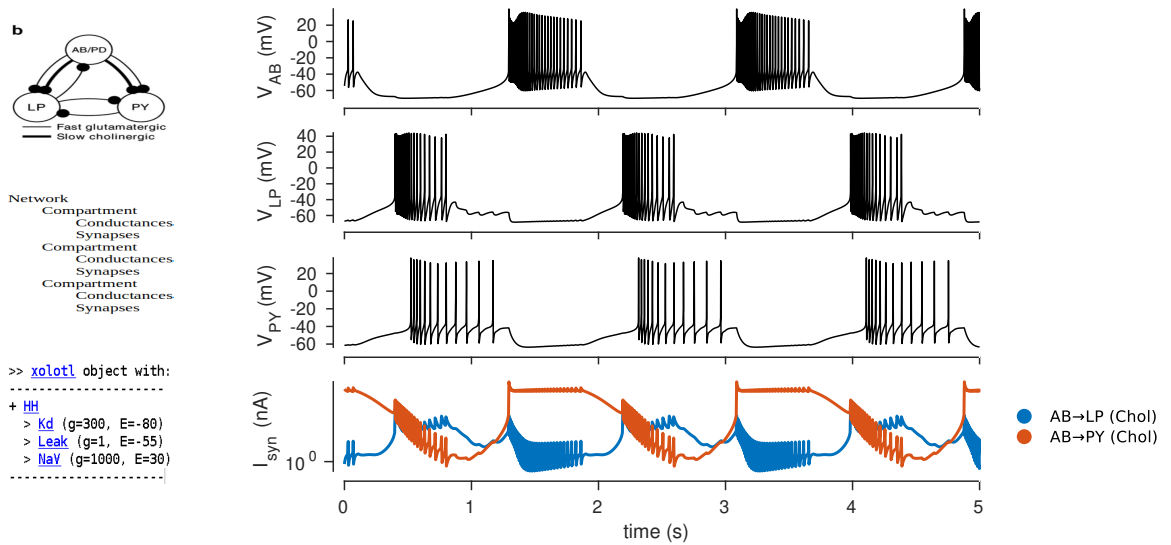 b
AB/PD
LP
PY
Fast glutamatergic
Slow cholinergic
Network
Compartment
Conductances
Synapses
Compartment
Conductances
Synapses
Compartment
Conductances
Synapses
>> xolotl object with:
---------------------
+ HH
> Kd (g=300, E=-80)
> Leak (g=1, E=-55)
> NaV (g=1000, E=30)
---------------------
V_AB (mV)
20
0
-20
-40
-60
V_LP (mV)
40
20
0
-20
-40
-60
V_PY (mV)
20
0
-20
-40
-60
I_syn (nA)
10^0
0
1
2
3
4
5
time (s)
AB→LP (Chol)
AB→PY (Chol)